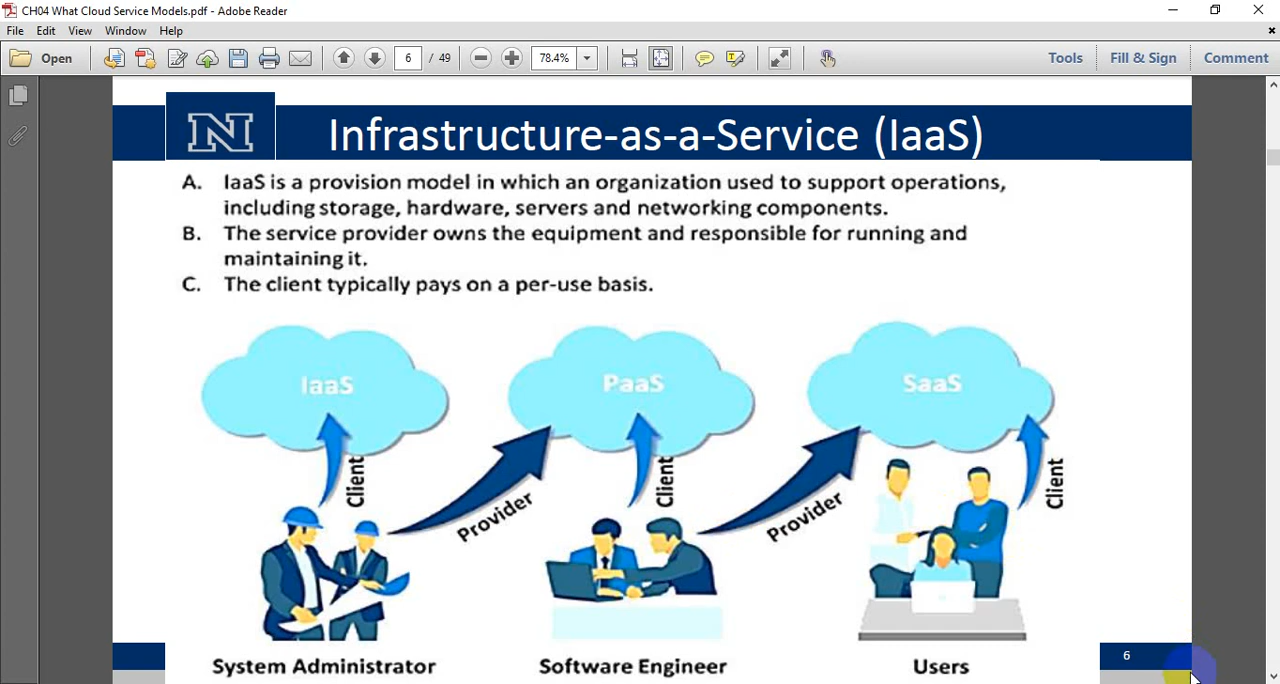 CH04 What Cloud Service Models.pdf - Adobe Reader
File Edit View Window Help
Open 6 / 49 78.4% Tools Fill & Sign Comment
N Infrastructure-as-a-Service (IaaS)
A. IaaS is a provision model in which an organization used to support operations,
including storage, hardware, servers and networking components.
B. The service provider owns the equipment and responsible for running and
maintaining it.
C. The client typically pays on a per-use basis.
IaaS PaaS SaaS
Client Provider Client Provider Client
System Administrator Software Engineer Users
6